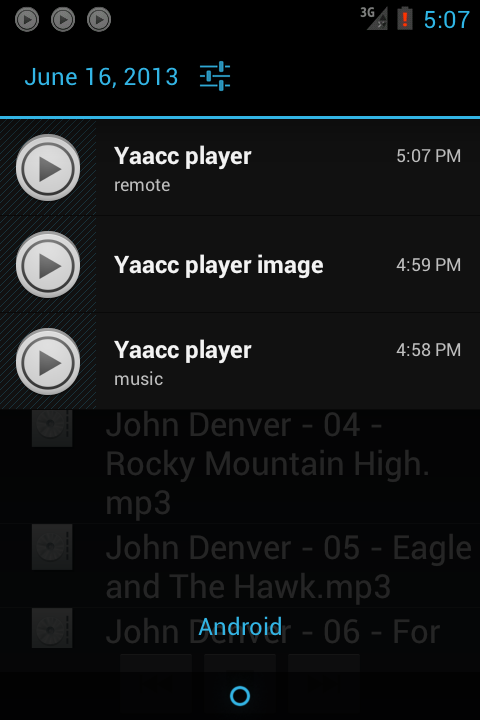 3G
5:07
June 16, 2013
Yaacc player
5:07 PM
remote
Yaacc player image
4:59 PM
Yaacc player
4:58 PM
music
John Denver - 04 -
Rocky Mountain High.
mp3
John Denver - 05 - Eagle
and The Hawk.mp3
John Denver - 06 - For
Android